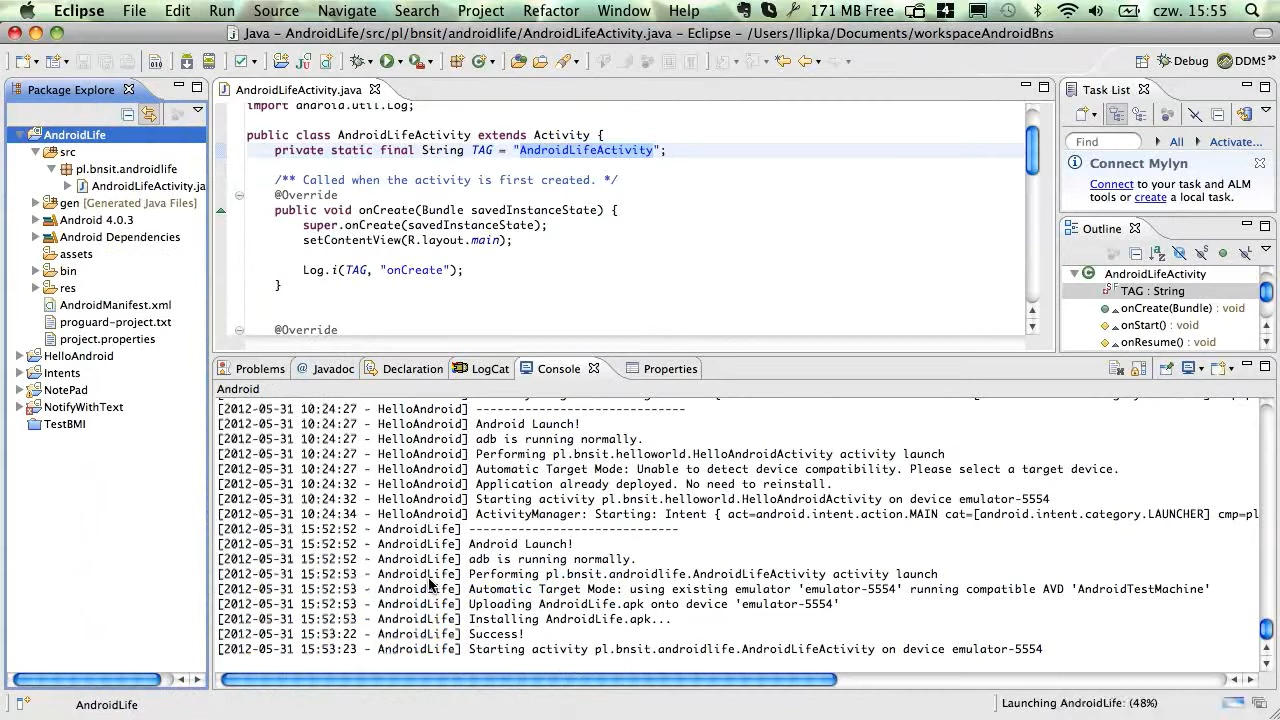 Eclipse File Edit Run Source Navigate Search Project Refactor Window Help 171 MB Free czw. 15:55
Java - AndroidLife/src/pl/bnsit/androidlife/AndroidLifeActivity.java - Eclipse - /Users/llipka/Documents/workspaceAndroidBns
Debug DDMS »
Package Explore
AndroidLife
src
pl.bnsit.androidlife
AndroidLifeActivity.ja
gen [Generated Java Files]
Android 4.0.3
Android Dependencies
assets
bin
res
AndroidManifest.xml
proguard-project.txt
project.properties
HelloAndroid
Intents
NotePad
NotifyWithText
TestBMI
AndroidLifeActivity.java
import android.util.Log;
public class AndroidLifeActivity extends Activity {
private static final String TAG = "AndroidLifeActivity";
/** Called when the activity is first created. */
@Override
public void onCreate(Bundle savedInstanceState) {
super.onCreate(savedInstanceState);
setContentView(R.layout.main);
Log.i(TAG, "onCreate");
}
@Override
Task List
Find All Activate...
Connect Mylyn
Connect to your task and ALM
tools or create a local task.
Outline
AndroidLifeActivity
TAG : String
onCreate(Bundle) : void
onStart() : void
onResume() : void
Problems @ Javadoc Declaration LogCat Console Properties
Android
[2012-05-31 10:24:27 - HelloAndroid] ------------------------------
[2012-05-31 10:24:27 - HelloAndroid] Android Launch!
[2012-05-31 10:24:27 - HelloAndroid] adb is running normally.
[2012-05-31 10:24:27 - HelloAndroid] Performing pl.bnsit.helloworld.HelloAndroidActivity activity launch
[2012-05-31 10:24:27 - HelloAndroid] Automatic Target Mode: Unable to detect device compatibility. Please select a target device.
[2012-05-31 10:24:32 - HelloAndroid] Application already deployed. No need to reinstall.
[2012-05-31 10:24:32 - HelloAndroid] Starting activity pl.bnsit.helloworld.HelloAndroidActivity on device emulator-5554
[2012-05-31 10:24:34 - HelloAndroid] ActivityManager: Starting: Intent { act=android.intent.action.MAIN cat=[android.intent.category.LAUNCHER] cmp=pl
[2012-05-31 15:52:52 - AndroidLife] ------------------------------
[2012-05-31 15:52:52 - AndroidLife] Android Launch!
[2012-05-31 15:52:52 - AndroidLife] adb is running normally.
[2012-05-31 15:52:53 - AndroidLife] Performing pl.bnsit.androidlife.AndroidLifeActivity activity launch
[2012-05-31 15:52:53 - AndroidLife] Automatic Target Mode: using existing emulator 'emulator-5554' running compatible AVD 'AndroidTestMachine'
[2012-05-31 15:52:53 - AndroidLife] Uploading AndroidLife.apk onto device 'emulator-5554'
[2012-05-31 15:52:53 - AndroidLife] Installing AndroidLife.apk...
[2012-05-31 15:53:22 - AndroidLife] Success!
[2012-05-31 15:53:23 - AndroidLife] Starting activity pl.bnsit.androidlife.AndroidLifeActivity on device emulator-5554
AndroidLife Launching AndroidLife: (48%)